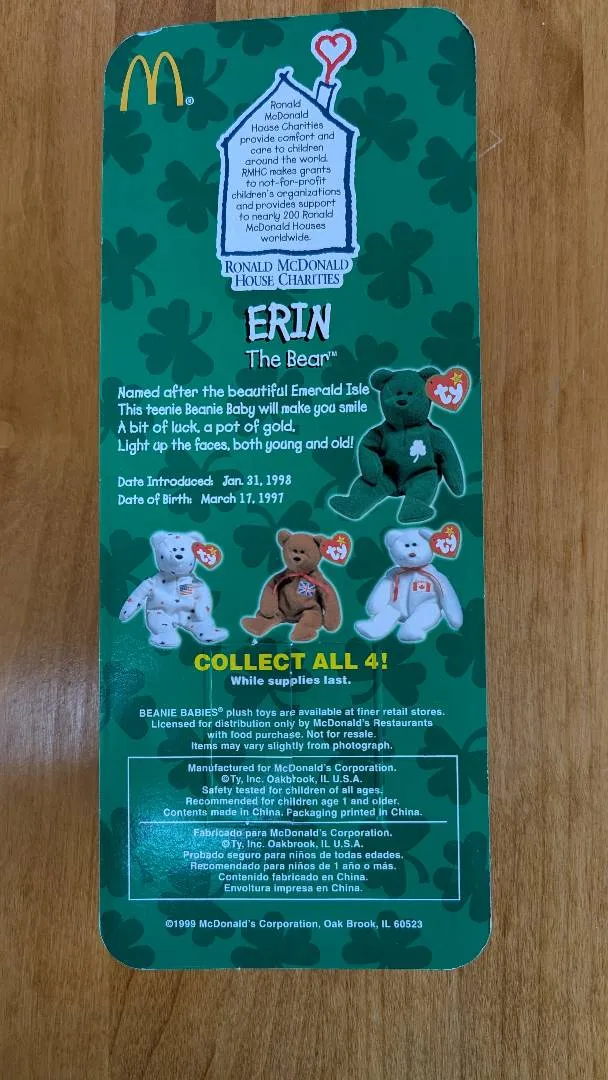 Ronald
McDonald
House Charities
provide comfort and
care to children
around the world.
RMHC makes grants
to not-for-profit
children's organizations
and provides support
to nearly 200 Ronald
McDonald Houses
worldwide.
RONALD MCDONALD
HOUSE CHARITIES
ERIN
The Bear™
Named after the beautiful Emerald Isle
This teenie Beanie Baby will make you smile
A bit of luck, a pot of gold,
Light up the faces, both young and old!
ty
Date Introduced: Jan. 31, 1998
Date of Birth: March 17, 1997
ty
ty
ty
COLLECT ALL 4!
While supplies last.
BEANIE BABIES® plush toys are available at finer retail stores.
Licensed for distribution only by McDonald's Restaurants
with food purchase. Not for resale.
Items may vary slightly from photograph.
Manufactured for McDonald's Corporation.
©Ty, Inc. Oakbrook, IL U.S.A.
Safety tested for children of all ages.
Recommended for children age 1 and older.
Contents made in China. Packaging printed in China.
Fabricado para McDonald's Corporation.
©Ty, Inc. Oakbrook, IL U.S.A.
Probado seguro para niños de todas edades.
Recomendado para niños de 1 año o más.
Contenido fabricado en China.
Envoltura impresa en China.
©1999 McDonald's Corporation, Oak Brook, IL 60523